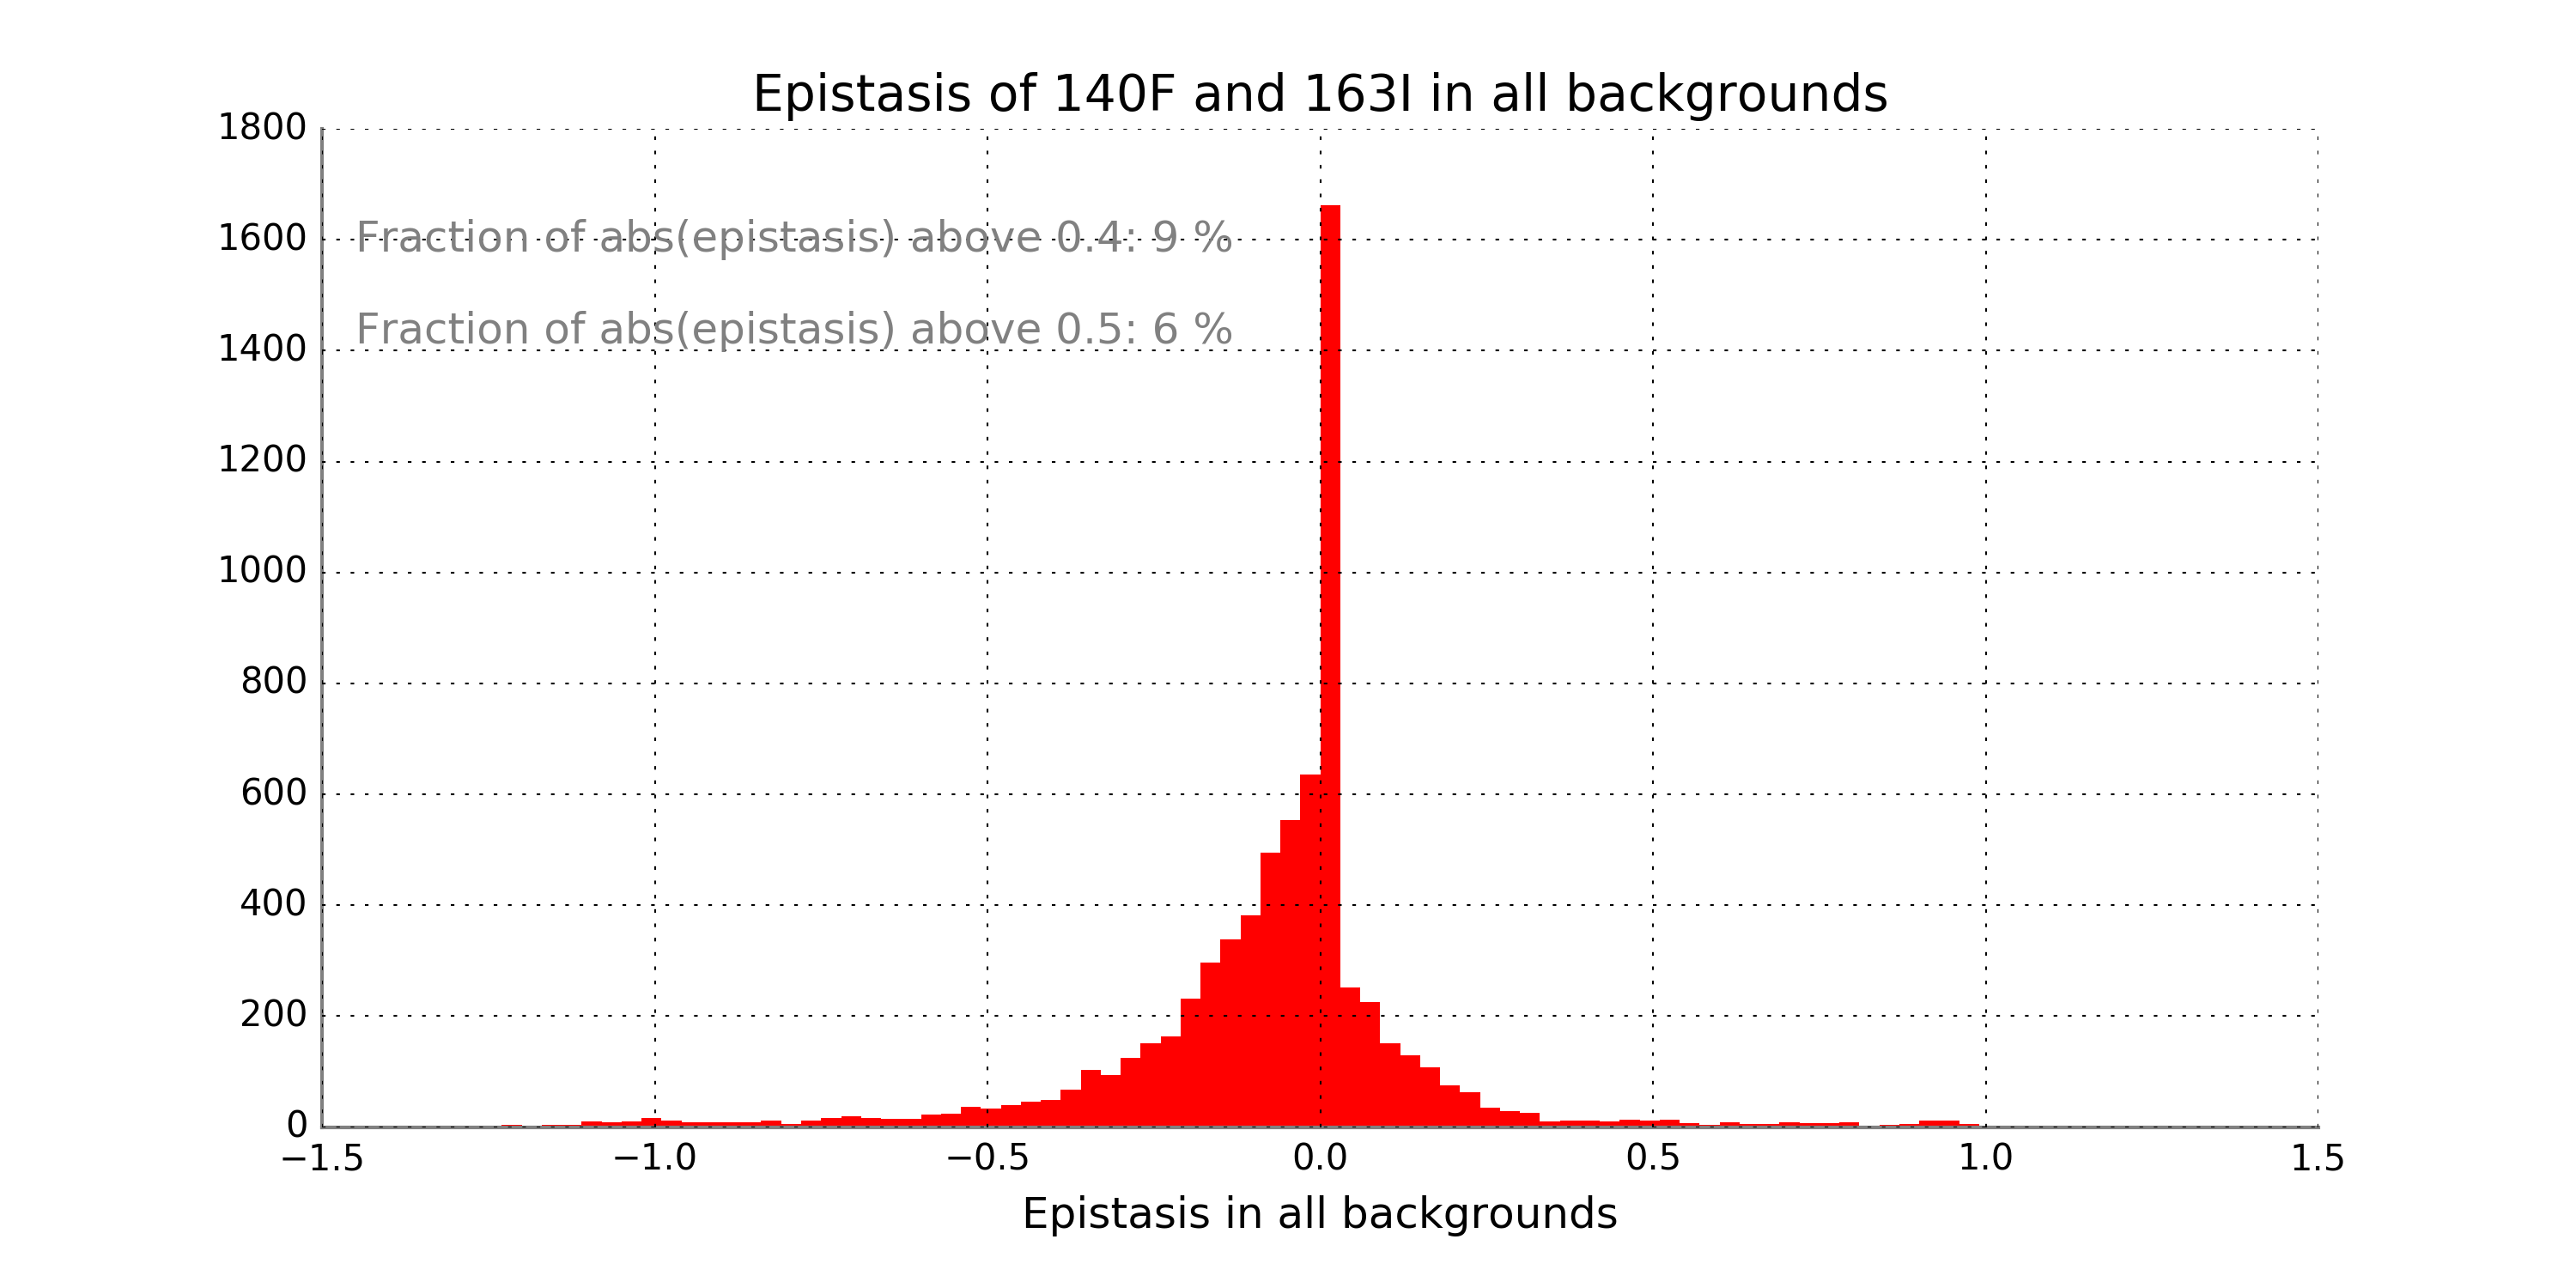 Epistasis of 140F and 163I in all backgrounds
1800
1600
1400
1200
1000
800
600
400
200
0
Fraction of abs(epistasis) above 0.4: 9 %
Fraction of abs(epistasis) above 0.5: 6 %
−1.5 −1.0 −0.5 0.0 0.5 1.0 1.5
Epistasis in all backgrounds